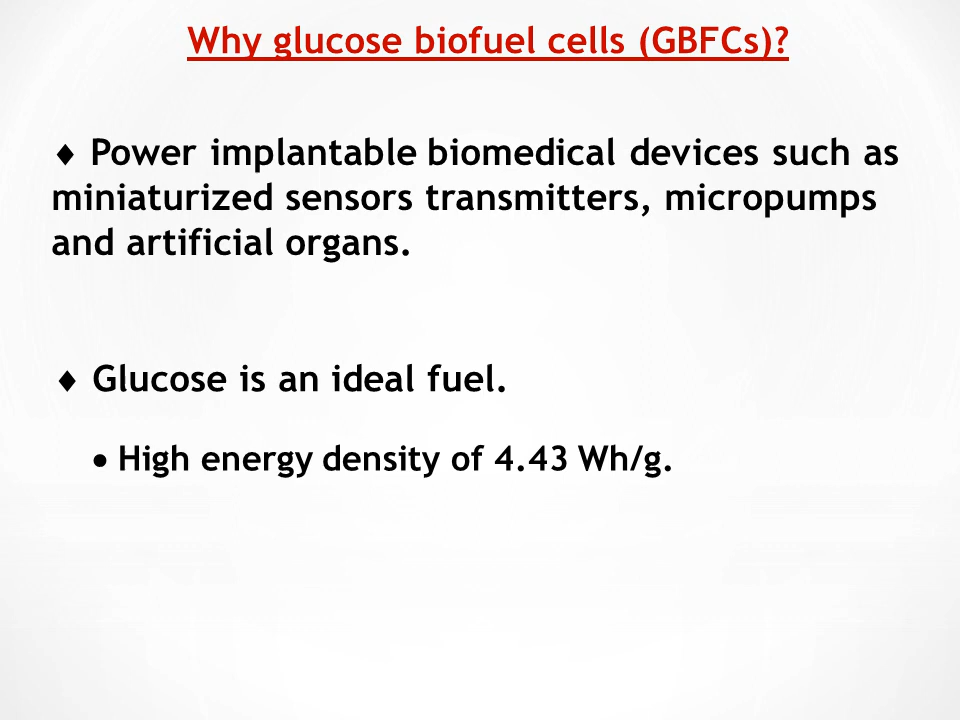 Why glucose biofuel cells (GBFCs)?
♦ Power implantable biomedical devices such as
miniaturized sensors transmitters, micropumps
and artificial organs.
♦ Glucose is an ideal fuel.
• High energy density of 4.43 Wh/g.